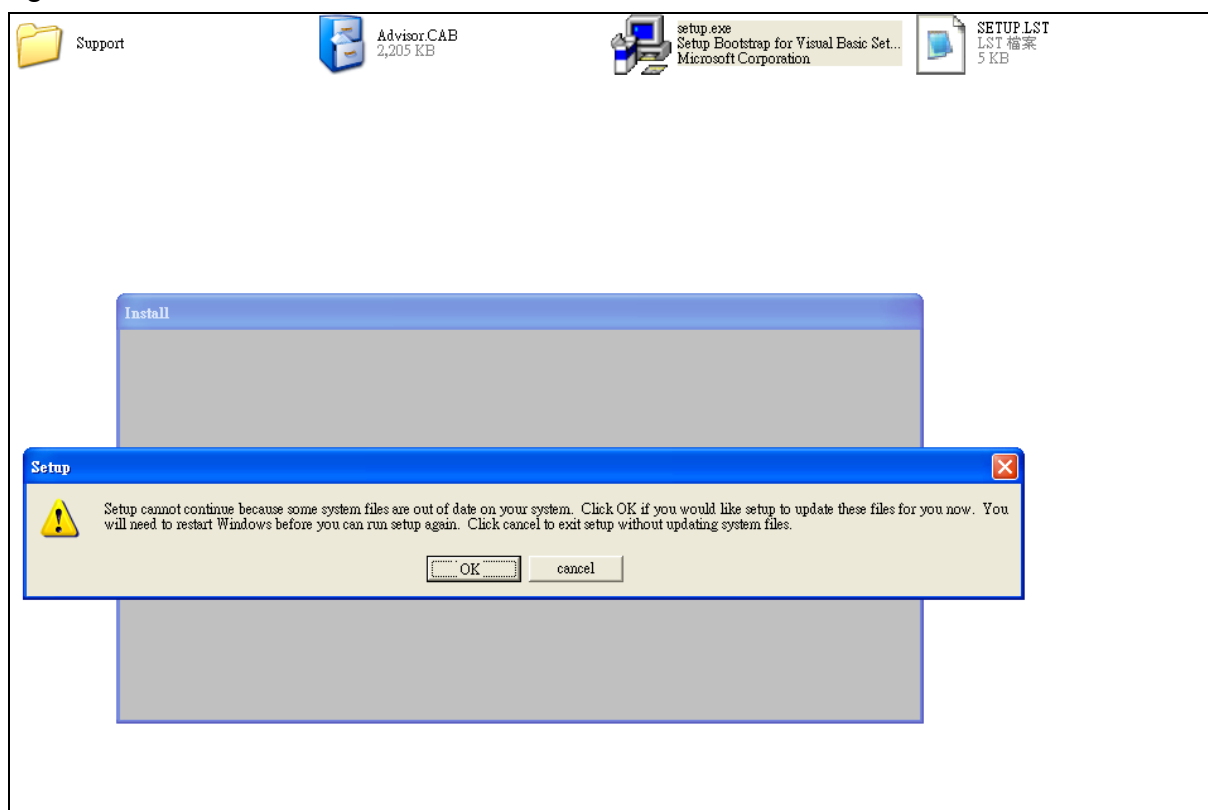 Support
Advisor.CAB
2,205 KB
setup.exe
Setup Bootstrap for Visual Basic Set...
Microsoft Corporation
SETUP.LST
LST 檔案
5 KB
Install
Setup
Setup cannot continue because some system files are out of date on your system. Click OK if you would like setup to update these files for you now. You
will need to restart Windows before you can run setup again. Click cancel to exit setup without updating system files.
OK
cancel